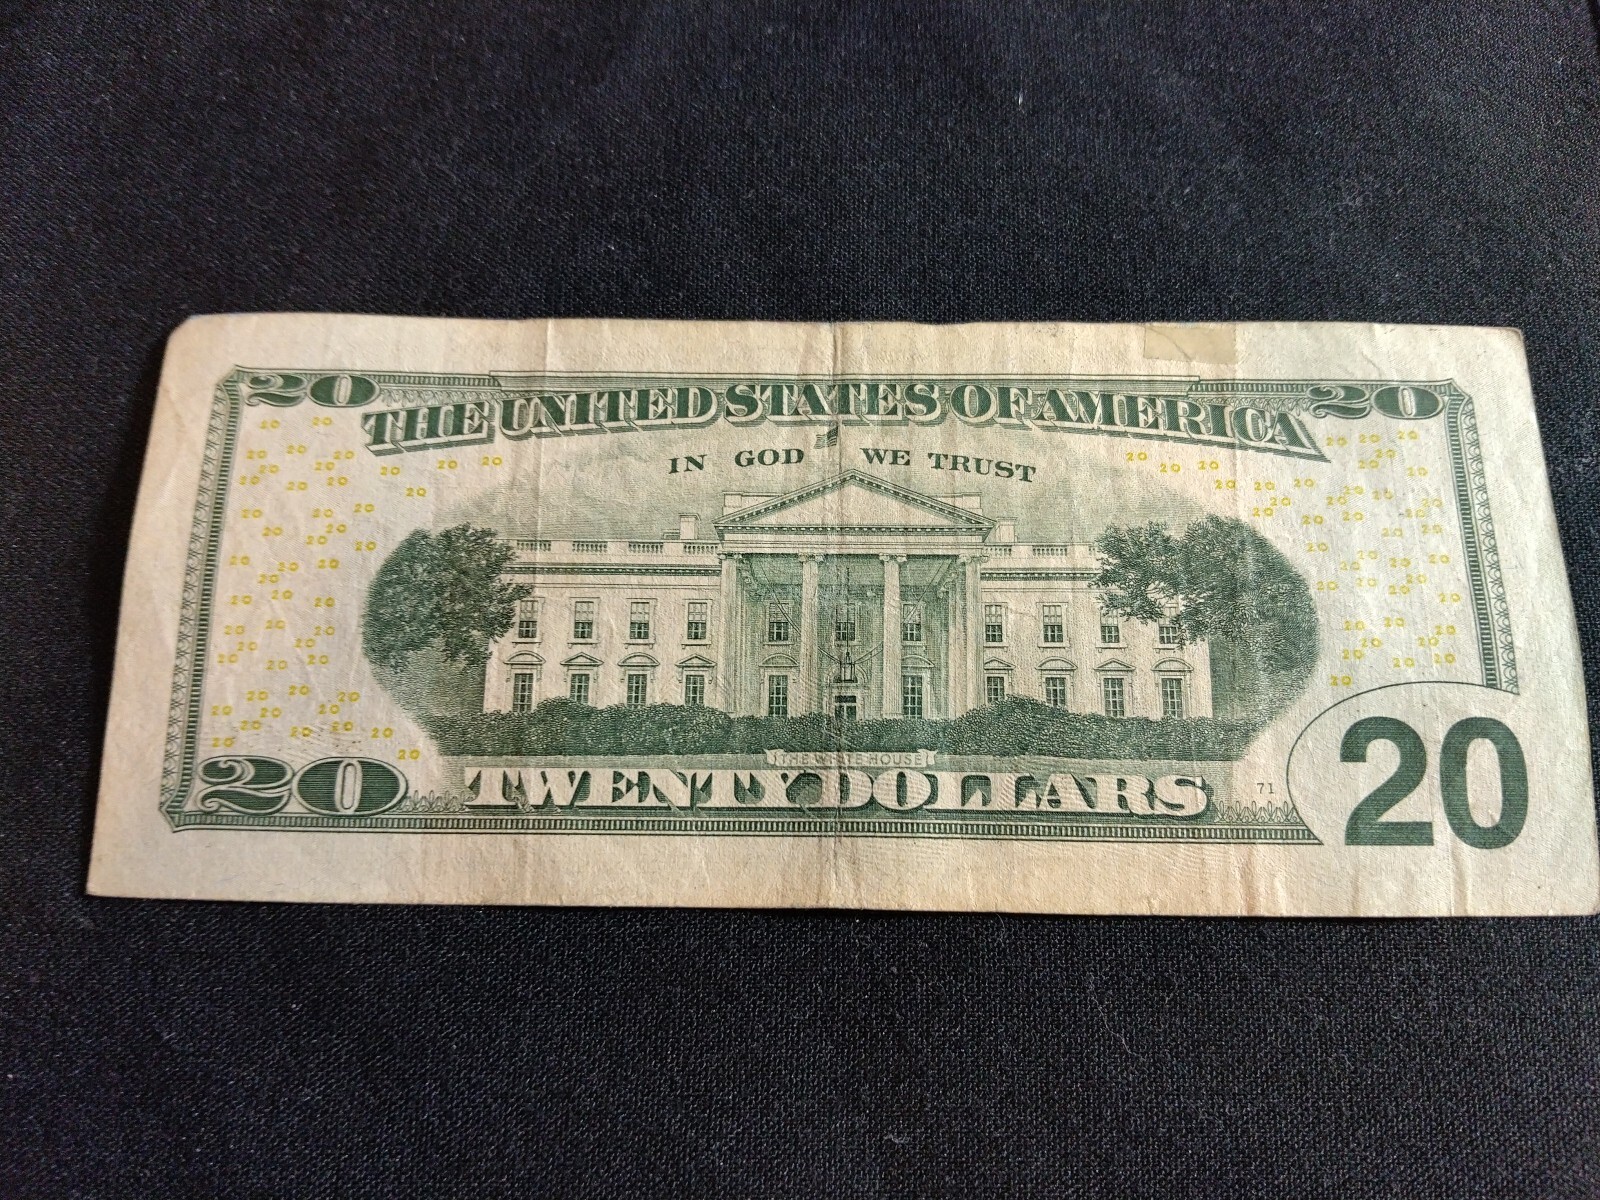 20 20
THE UNITED STATES OF AMERICA
IN GOD WE TRUST
THE WHITE HOUSE
20 TWENTY DOLLARS 71 20